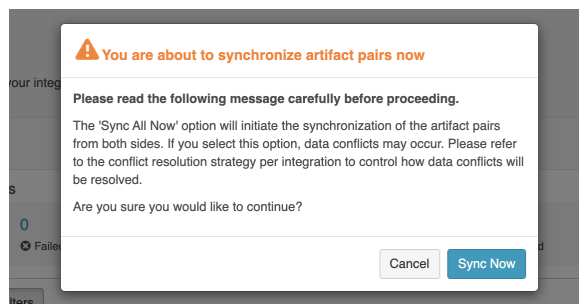 You are about to synchronize artifact pairs now
your integ
Please read the following message carefully before proceeding.
The 'Sync All Now' option will initiate the synchronization of the artifact pairs
from both sides. If you select this option, data conflicts may occur. Please refer
to the conflict resolution strategy per integration to control how data conflicts will
be resolved.
s
Are you sure you would like to continue?
0
Failed
d
Cancel
Sync Now
lters